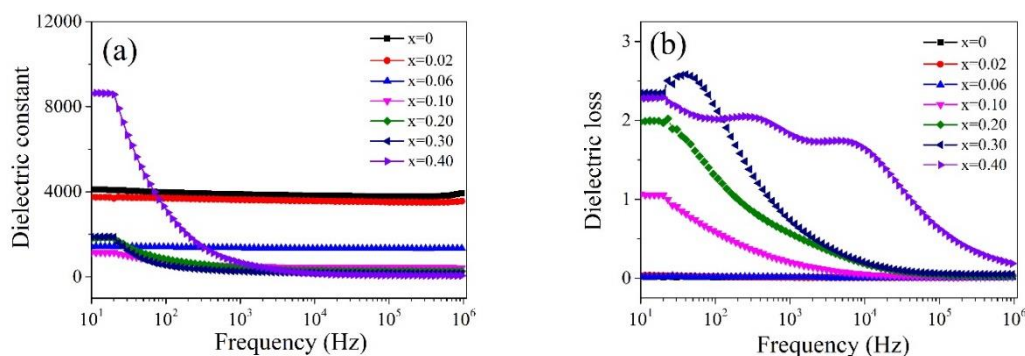 (a)
Dielectric constant
12000
8000
4000
0
x=0
x=0.02
x=0.06
x=0.10
x=0.20
x=0.30
x=0.40
10^1 10^2 10^3 10^4 10^5 10^6
Frequency (Hz)
(b)
Dielectric loss
3
2
1
0
x=0
x=0.02
x=0.06
x=0.10
x=0.20
x=0.30
x=0.40
10^1 10^2 10^3 10^4 10^5 10^6
Frequency (Hz)